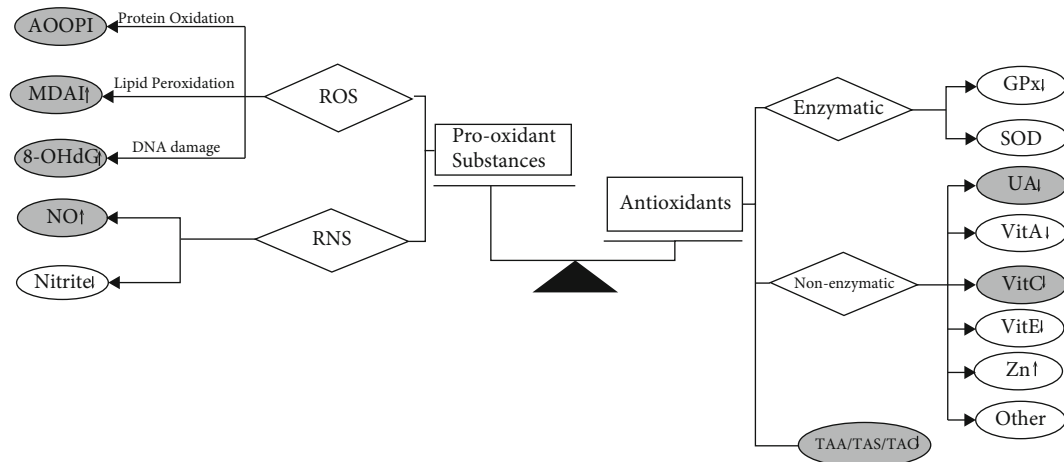 AOOPI
Protein Oxidation
MDAI↑
Lipid Peroxidation
8-OHdG↑
DNA damage
NO↑
Nitrite↓
ROS
RNS
Pro-oxidant
Substances
Antioxidants
Enzymatic
Non-enzymatic
GPx↓
SOD
UA↓
VitA↓
VitC↓
VitE↓
Zn↑
Other
TAA/TAS/TAC↓